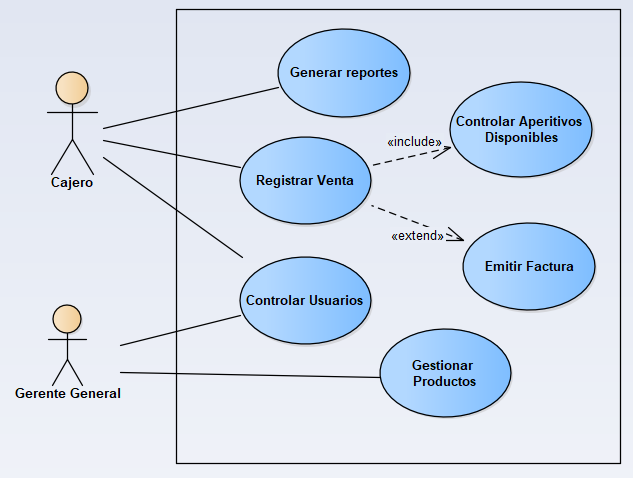 Generar reportes
Controlar Aperitivos
Disponibles
«include»
Registrar Venta
Cajero
«extend»
Emitir Factura
Controlar Usuarios
Gestionar
Productos
Gerente General